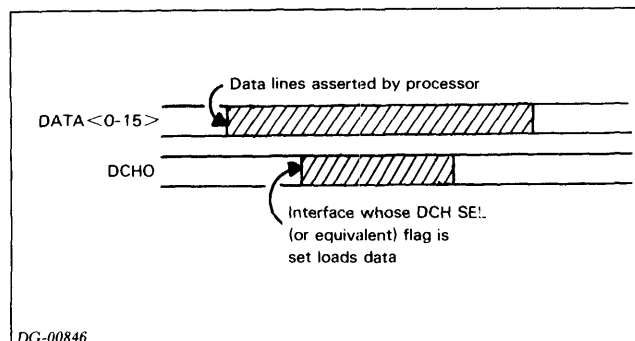 Data lines asserted by processor
DATA<0-15>
DCHO
Interface whose DCH SEL
(or equivalent) flag is
set loads data
DG-00846